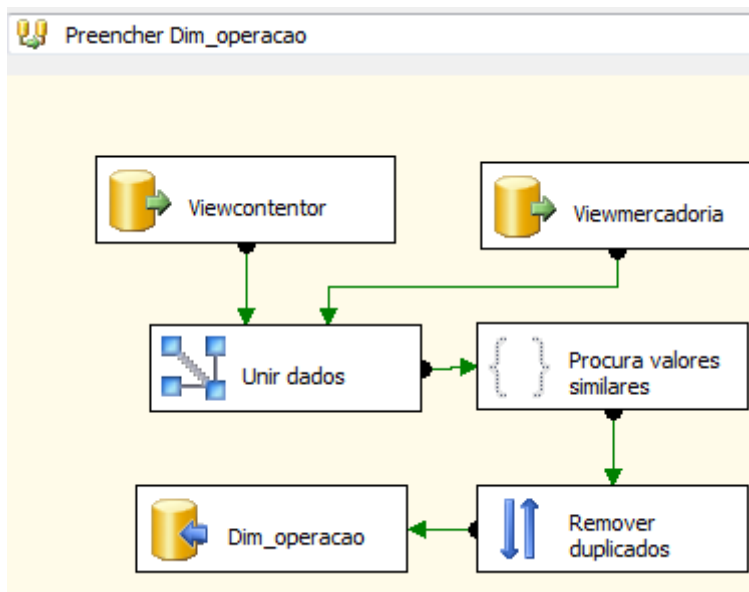 Preencher Dim_operacao
Viewcontentor
Viewmercadoria
Unir dados
Procura valores
similares
Dim_operacao
Remover
duplicados